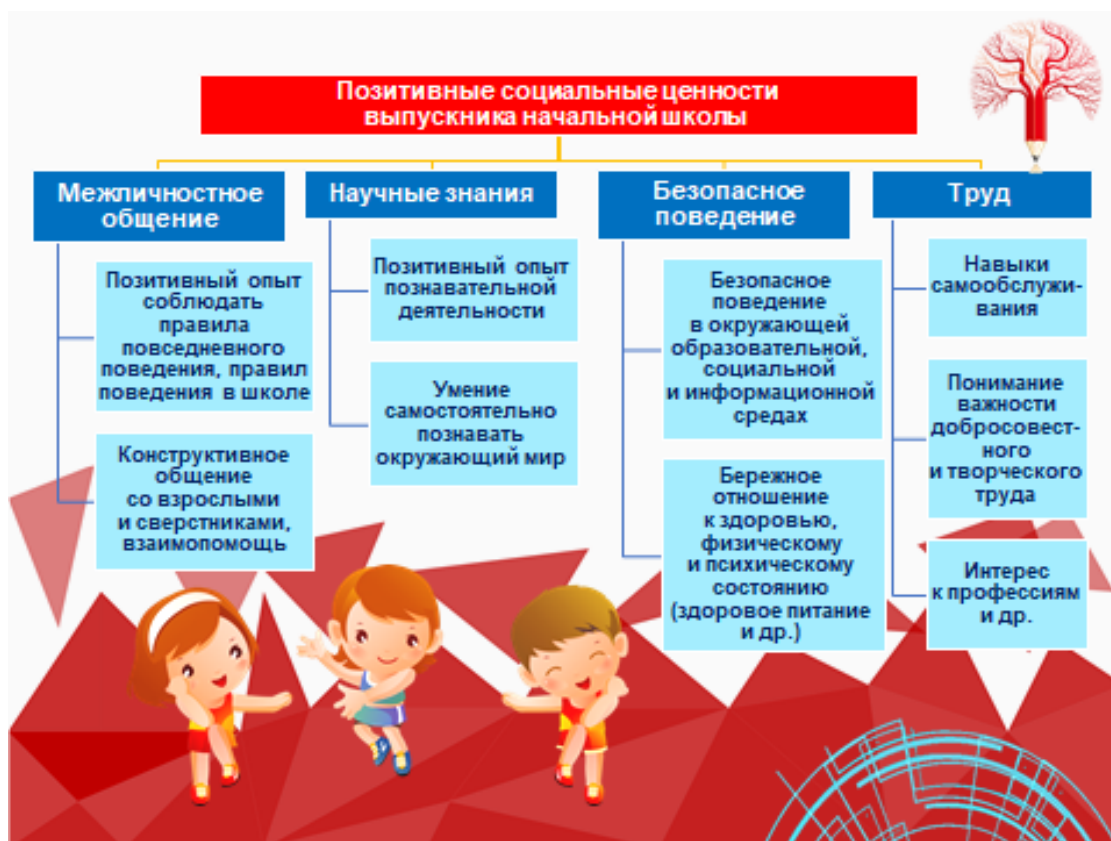 Позитивные социальные ценности
выпускника начальной школы
Межличностное
общение
Позитивный опыт
соблюдать
правила
повседневного
поведения, правил
поведения в школе
Конструктивное
общение
со взрослыми
и сверстниками,
взаимопомощь
Научные знания
Позитивный опыт
познавательной
деятельности
Умение
самостоятельно
познавать
окружающий мир
Безопасное
поведение
Безопасное
поведение
в окружающей
образовательной,
социальной
и информационной
средах
Бережное
отношение
к здоровью,
физическому
и психическому
состоянию
(здоровое питание
и др.)
Труд
Навыки
самообслужи-
вания
Понимание
важности
добросовест-
ного
и творческого
труда
Интерес
к профессиям
и др.